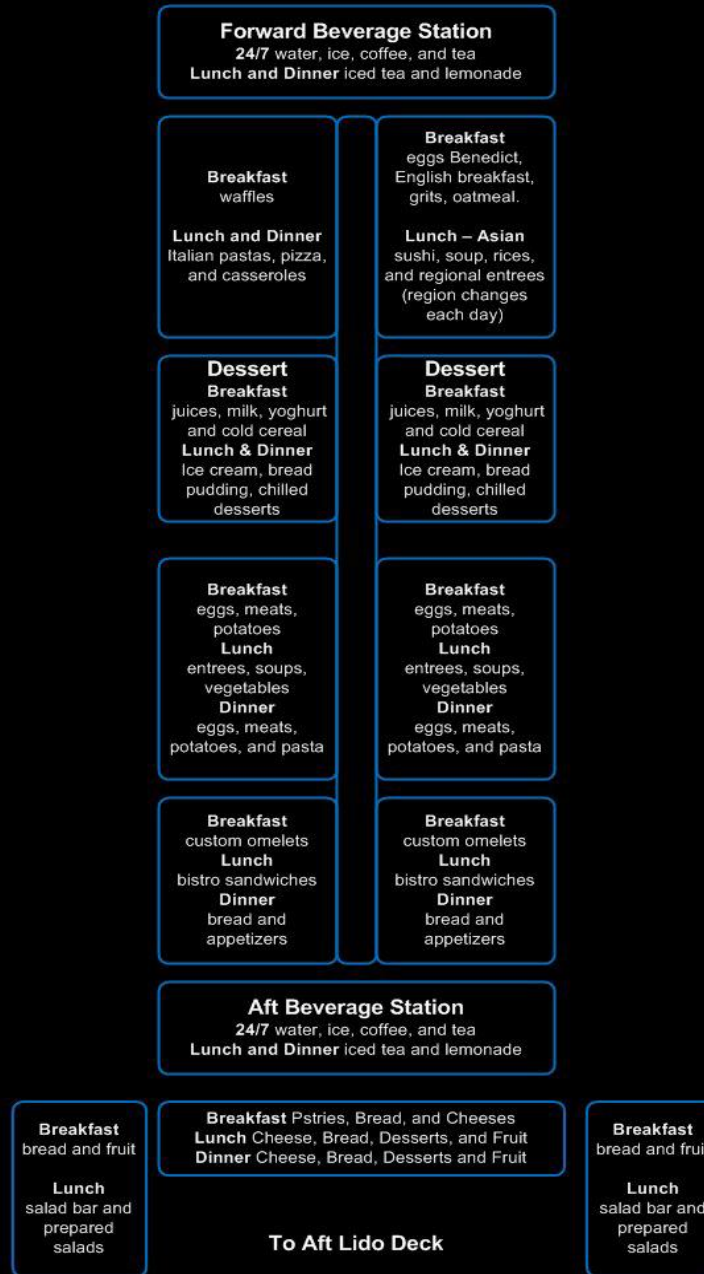 Forward Beverage Station
24/7 water, ice, coffee, and tea
Lunch and Dinner iced tea and lemonade
Breakfast
waffles
Lunch and Dinner
Italian pastas, pizza,
and casseroles
Breakfast
eggs Benedict,
English breakfast,
grits, oatmeal.
Lunch – Asian
sushi, soup, rices,
and regional entrees
(region changes
each day)
Dessert
Breakfast
juices, milk, yoghurt
and cold cereal
Lunch & Dinner
Ice cream, bread
pudding, chilled
desserts
Dessert
Breakfast
juices, milk, yoghurt
and cold cereal
Lunch & Dinner
Ice cream, bread
pudding, chilled
desserts
Breakfast
eggs, meats,
potatoes
Lunch
entrees, soups,
vegetables
Dinner
eggs, meats,
potatoes, and pasta
Breakfast
eggs, meats,
potatoes
Lunch
entrees, soups,
vegetables
Dinner
eggs, meats,
potatoes, and pasta
Breakfast
custom omelets
Lunch
bistro sandwiches
Dinner
bread and
appetizers
Breakfast
custom omelets
Lunch
bistro sandwiches
Dinner
bread and
appetizers
Aft Beverage Station
24/7 water, ice, coffee, and tea
Lunch and Dinner iced tea and lemonade
Breakfast
bread and fruit
Lunch
salad bar and
prepared
salads
Breakfast Pstries, Bread, and Cheeses
Lunch Cheese, Bread, Desserts, and Fruit
Dinner Cheese, Bread, Desserts and Fruit
Breakfast
bread and frui
Lunch
salad bar and
prepared
salads
To Aft Lido Deck